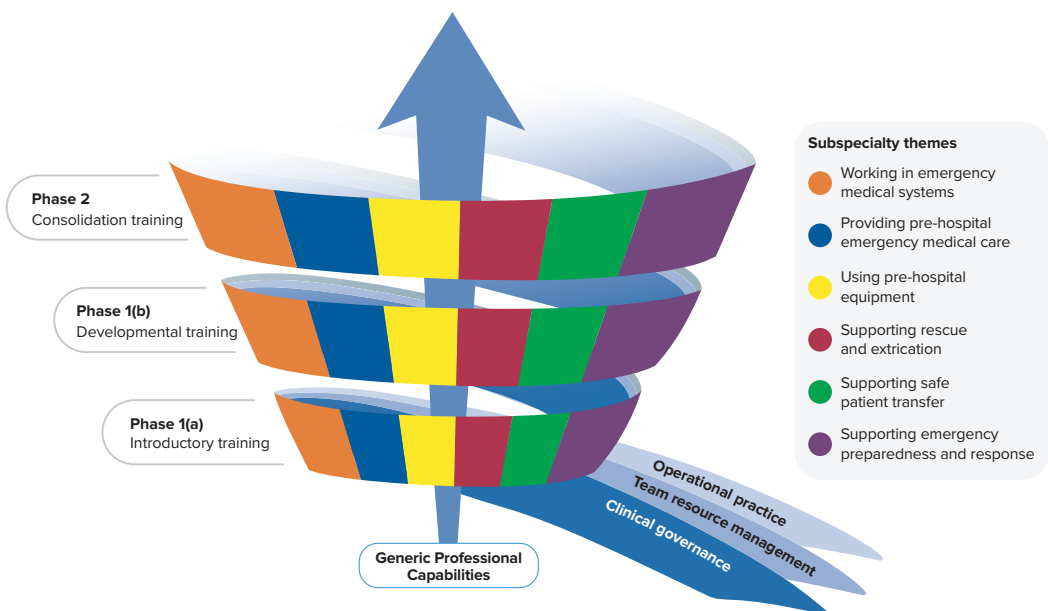 Phase 2
Consolidation training
Phase 1(b)
Developmental training
Phase 1(a)
Introductory training
Generic Professional
Capabilities
Operational practice
Team resource management
Clinical governance
Subspecialty themes
Working in emergency
medical systems
Providing pre-hospital
emergency medical care
Using pre-hospital
equipment
Supporting rescue
and extrication
Supporting safe
patient transfer
Supporting emergency
preparedness and response